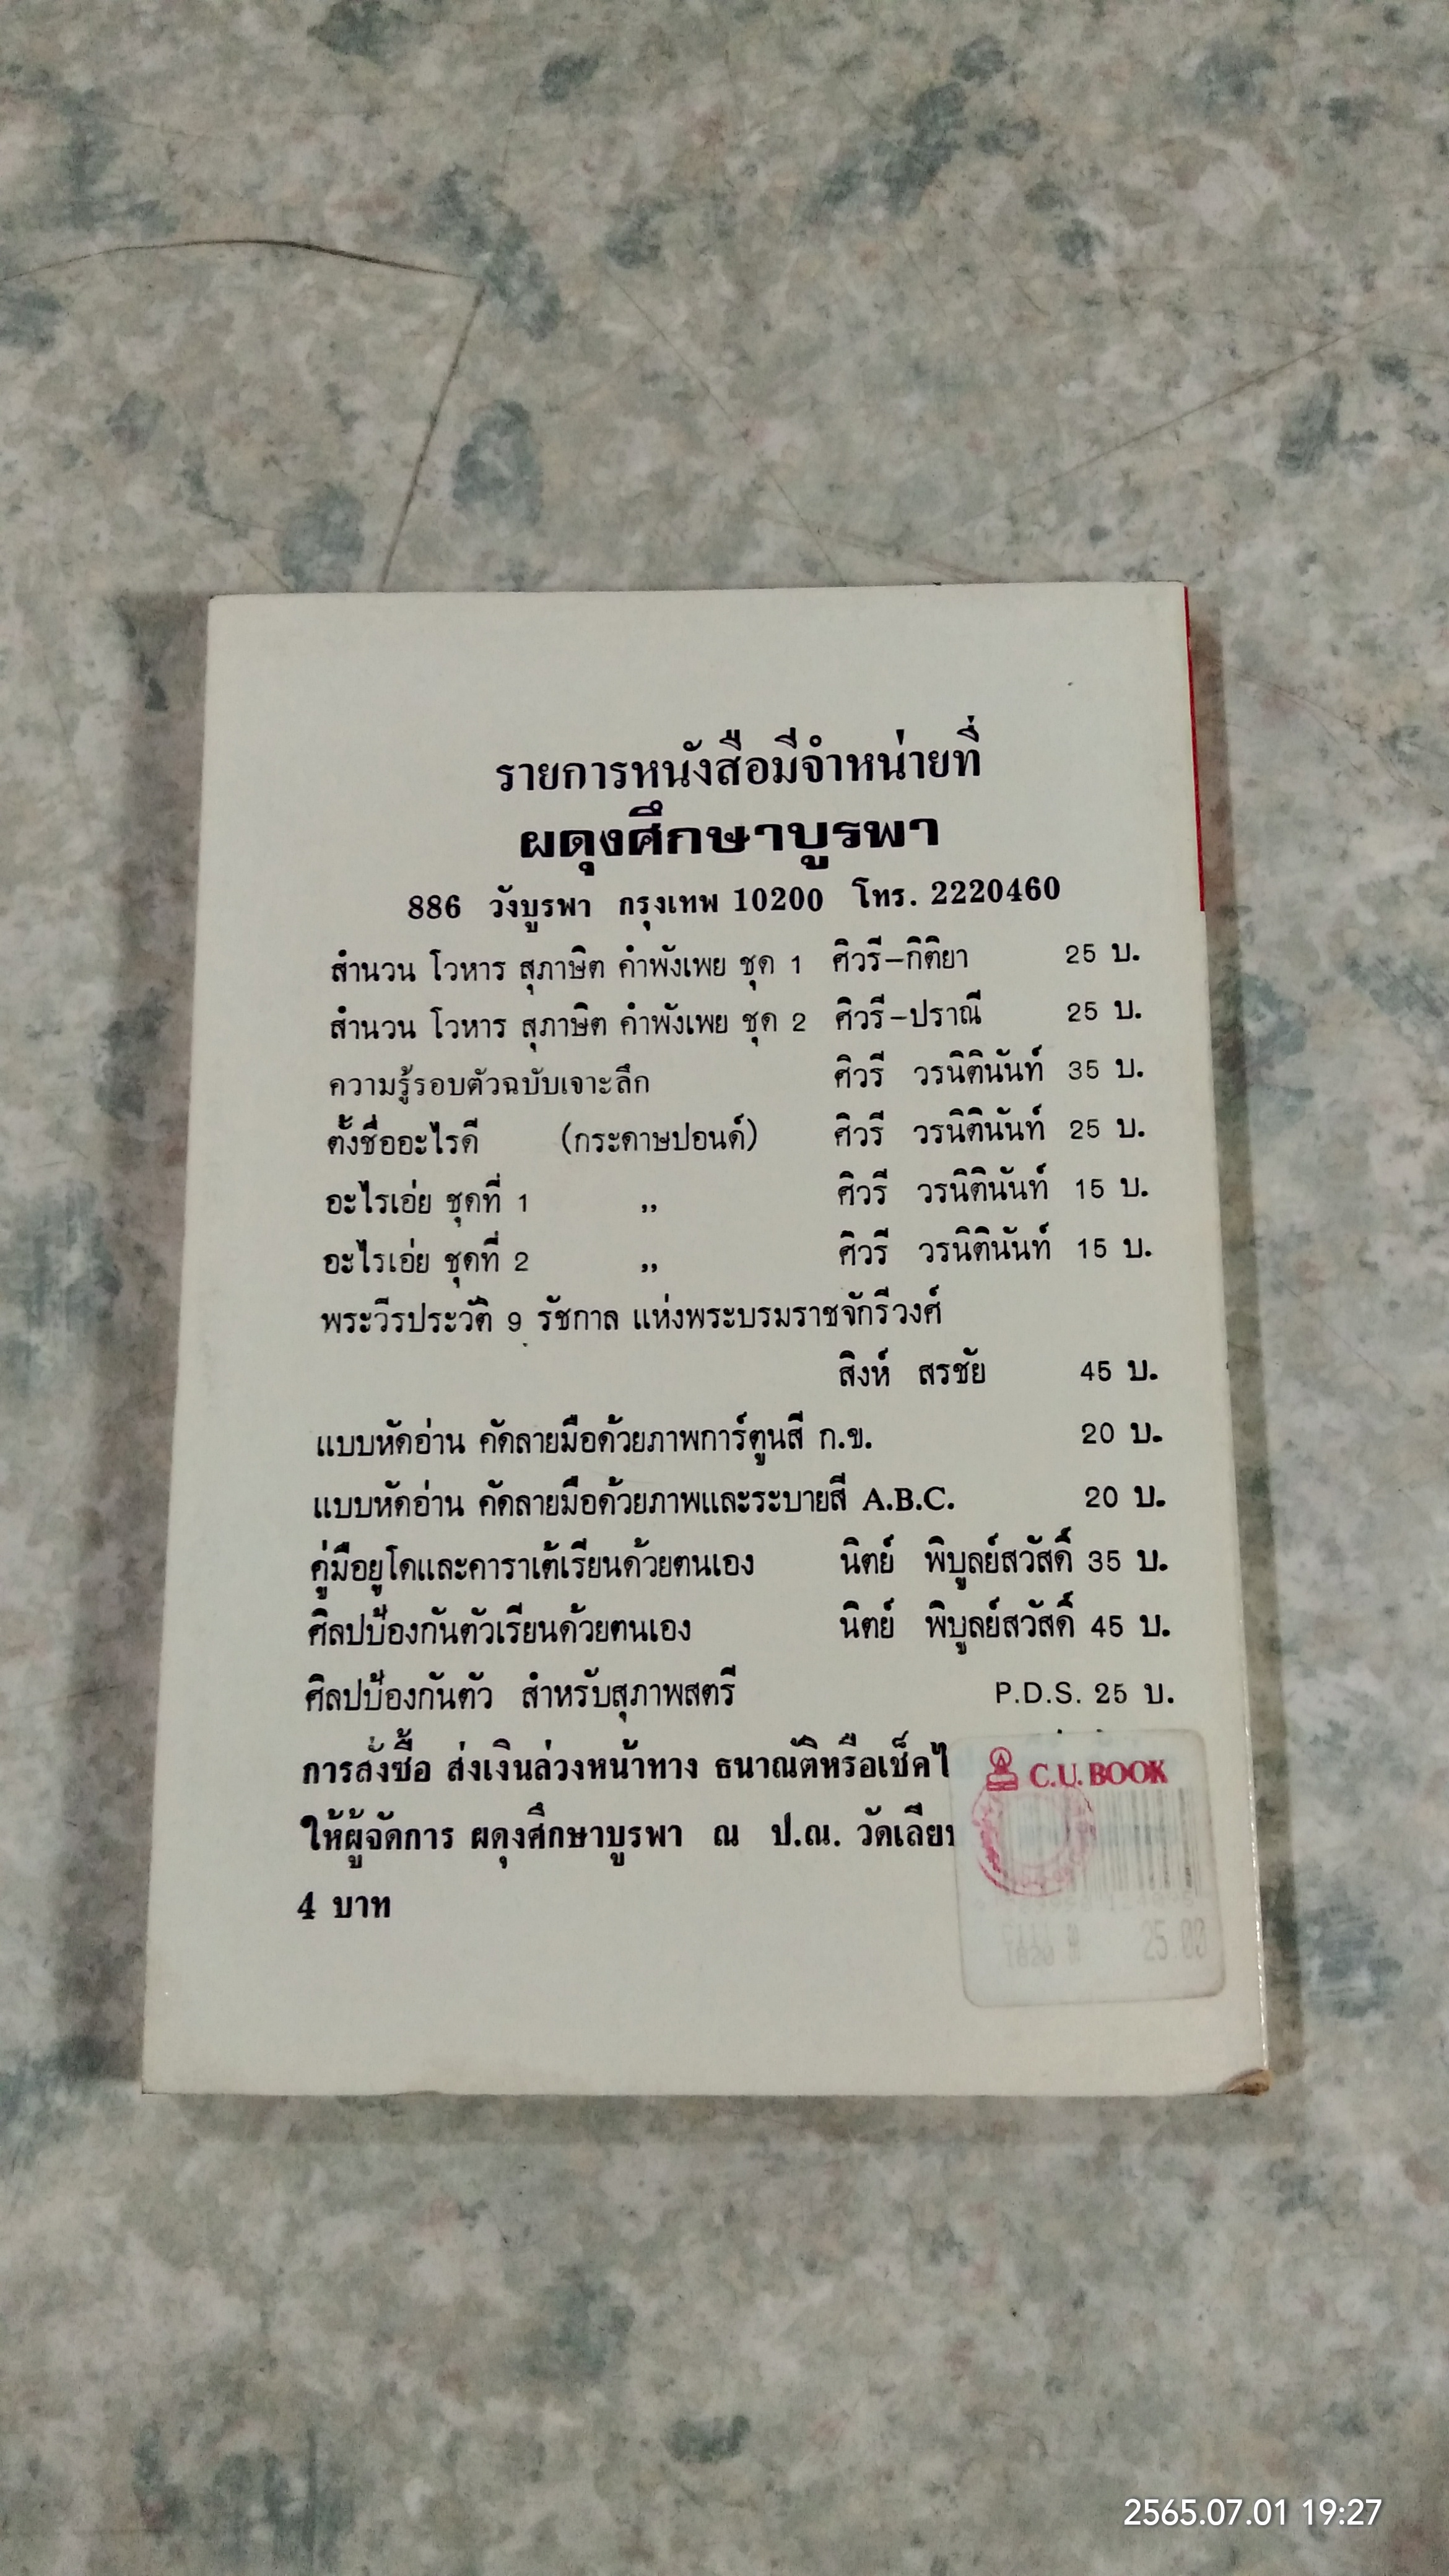 รายการหนังสือมีจำหน่ายที่
ผดุงศึกษาบูรพา
886 วังบูรพา กรุงเทพ 10200 โทร. 2220460
สำนวน โวหาร สุภาษิต คำพังเพย ชุด 1 ศิวรี-กิติยา 25 บ.
สำนวน โวหาร สุภาษิต คำพังเพย ชุด 2 ศิวรี-ปราณี 25 บ.
ความรู้รอบตัวฉบับเจาะลึก ศิวรี วรนิตินันท์ 35 บ.
ตั้งชื่ออะไรดี (กระดาษปอนด์) ศิวรี วรนิตินันท์ 25 บ.
อะไรเอ่ย ชุดที่ 1 ,, ศิวรี วรนิตินันท์ 15 บ.
อะไรเอ่ย ชุดที่ 2 ,, ศิวรี วรนิตินันท์ 15 บ.
พระวีรประวัติ 9 รัชกาล แห่งพระบรมราชจักรีวงศ์
สิงห์ สรชัย 45 บ.
แบบหัดอ่าน คัดลายมือด้วยภาพการ์ตูนสี ก.ข. 20 บ.
แบบหัดอ่าน คัดลายมือด้วยภาพและระบายสี A.B.C. 20 บ.
คู่มือยูโดและคาราเต้เรียนด้วยตนเอง นิตย์ พิบูลย์สวัสดิ์ 35 บ.
ศิลปป้องกันตัวเรียนด้วยตนเอง นิตย์ พิบูลย์สวัสดิ์ 45 บ.
ศิลปป้องกันตัว สำหรับสุภาพสตรี P.D.S. 25 บ.
การสั่งซื้อ ส่งเงินล่วงหน้าทาง ธนาณัติหรือเช็คไ
ให้ผู้จัดการ ผดุงศึกษาบูรพา ณ ป.ณ. วัดเลียบ
4 บาท
C.U. BOOK
25.00
2565.07.01 19:27